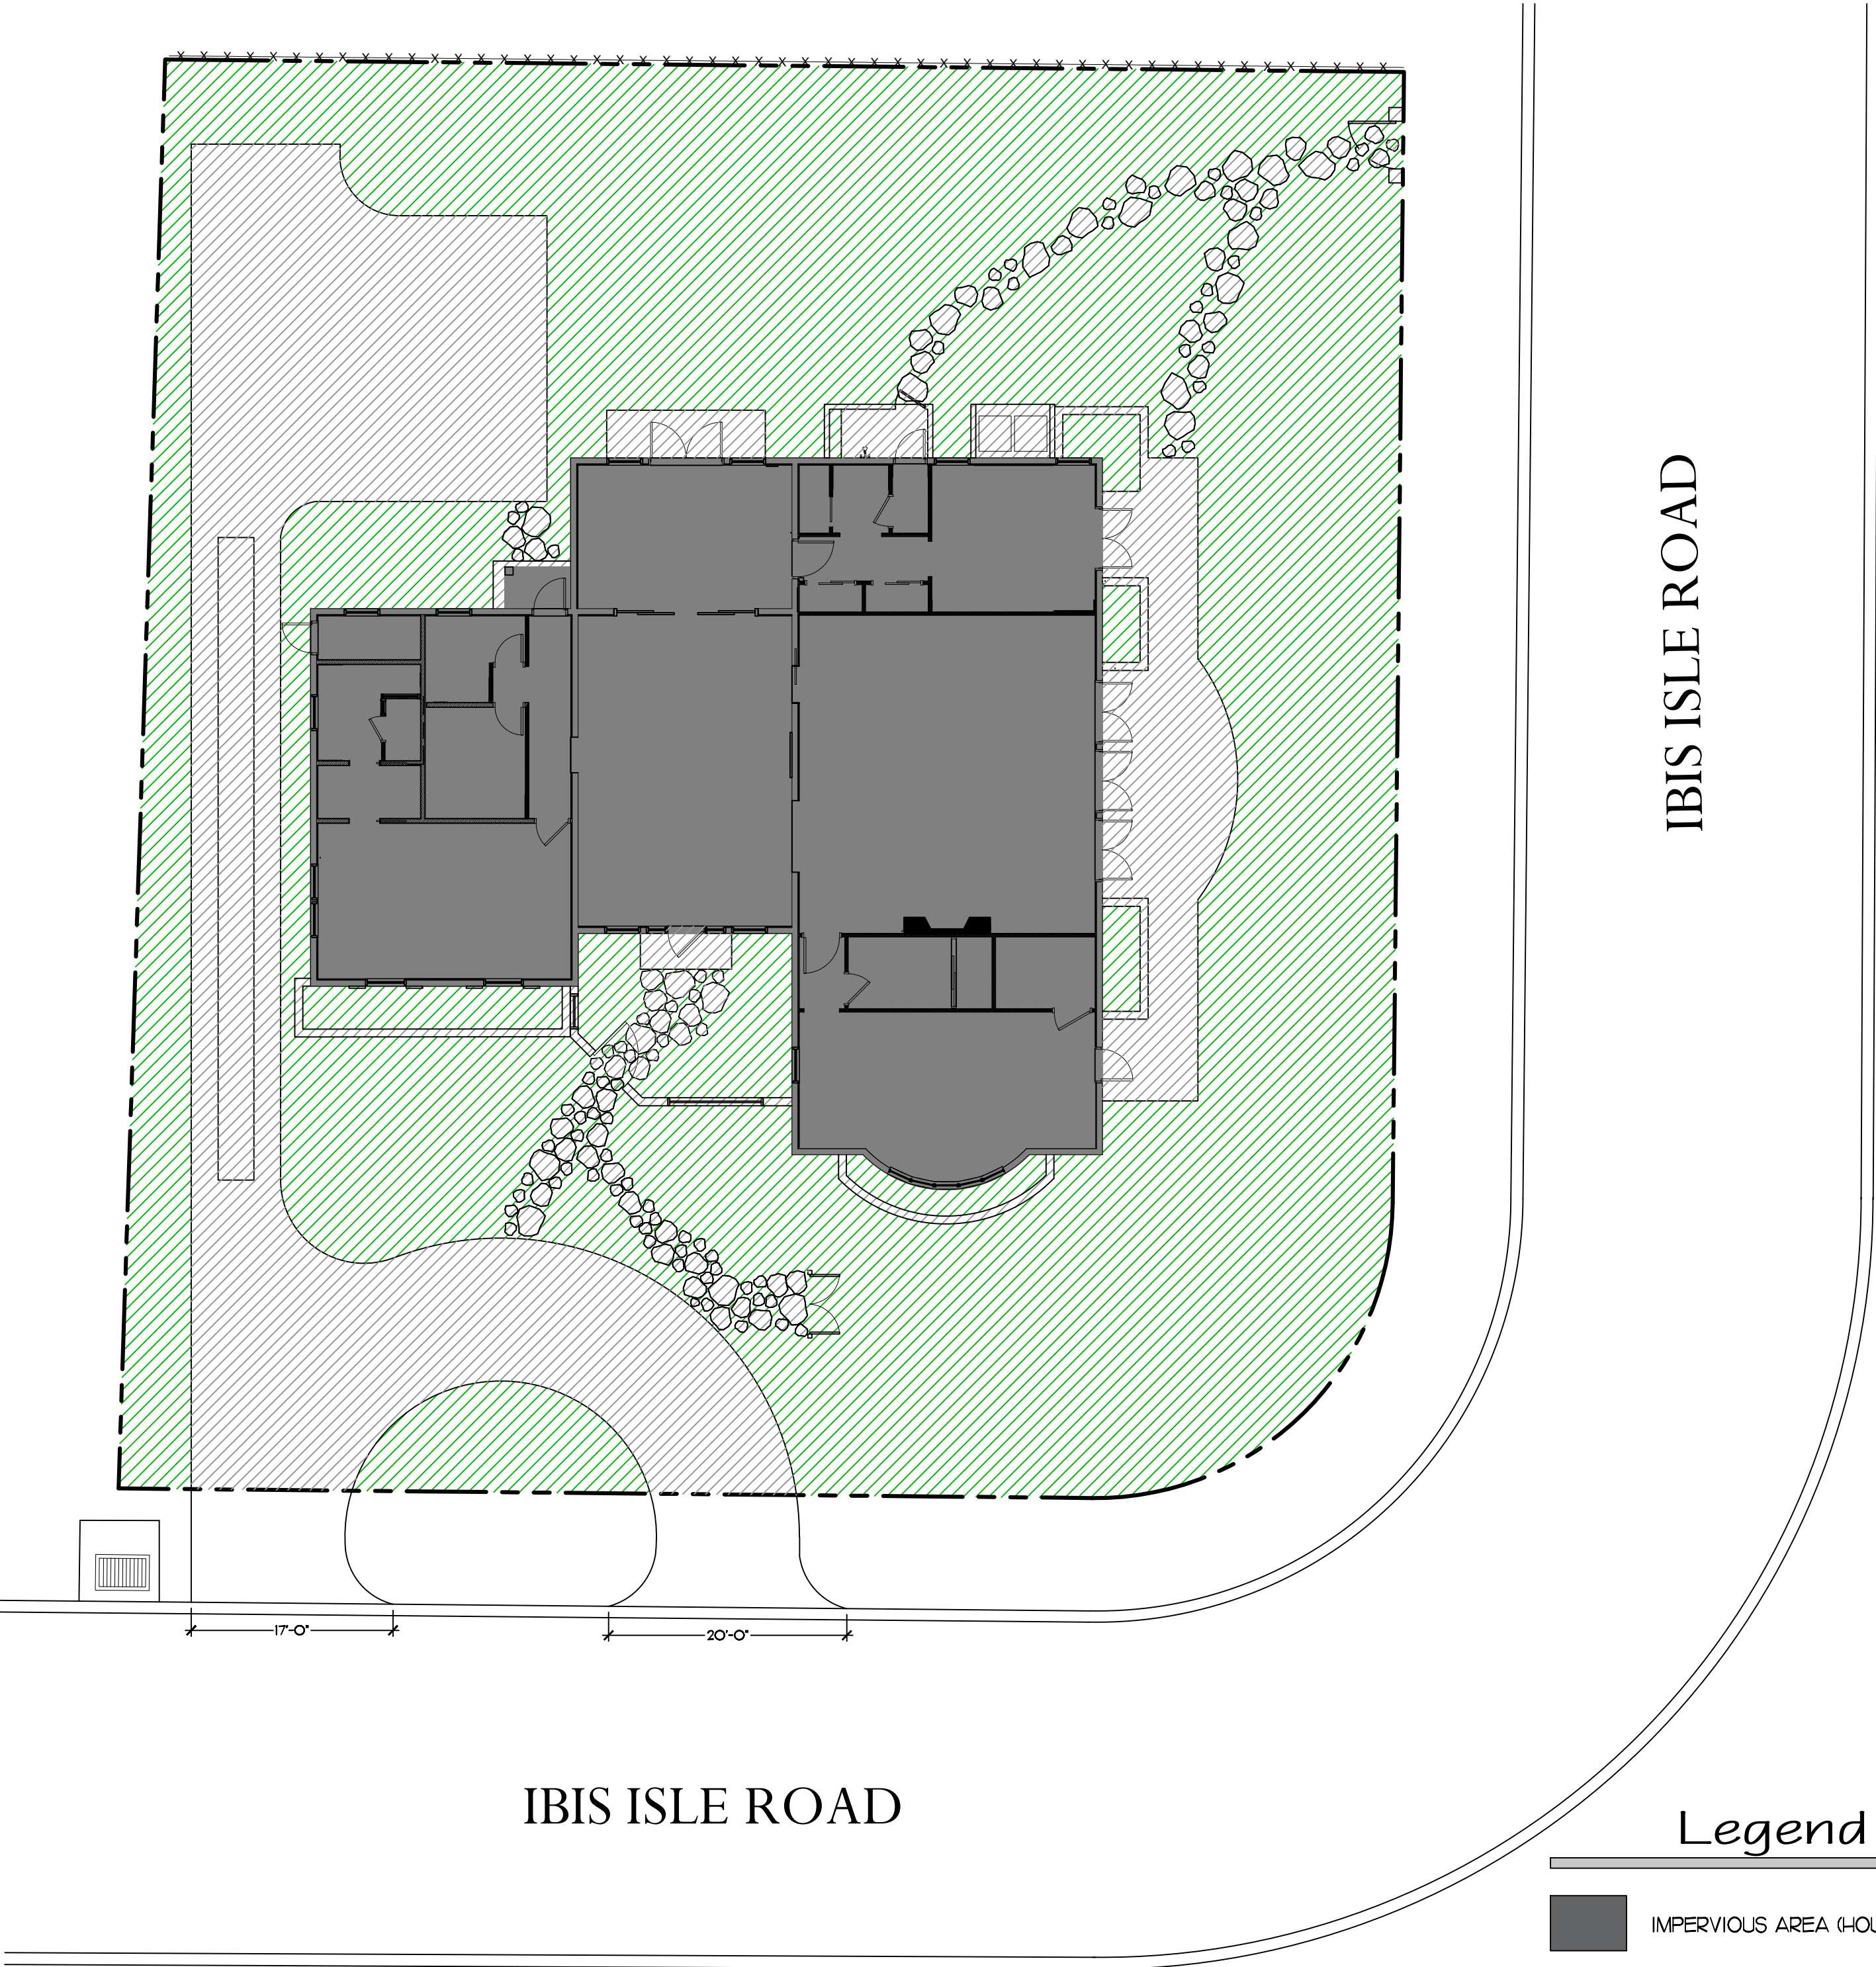 IBIS ISLE ROAD
17'-0"
20'-0"
IBIS ISLE ROAD
Legend
IMPERVIOUS AREA (HOU